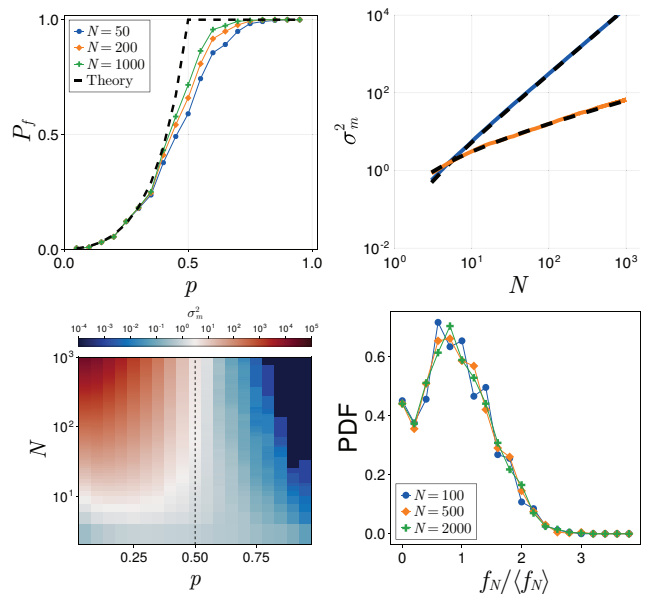 1.0
0.5
0.0
P_f
N = 50
N = 200
N = 1000
Theory
0.0 0.5 1.0
p
10^4
10^2
10^0
10^-2
σ_m^2
10^0 10^1 10^2 10^3
N
σ_m^2
10^-4 10^-3 10^-2 10^-1 10^0 10^1 10^2 10^3 10^4 10^5
10^3
10^2
10^1
N
0.25 0.50 0.75
p
0.6
0.4
0.2
0.0
PDF
N = 100
N = 500
N = 2000
0 1 2 3
f_N/⟨f_N⟩